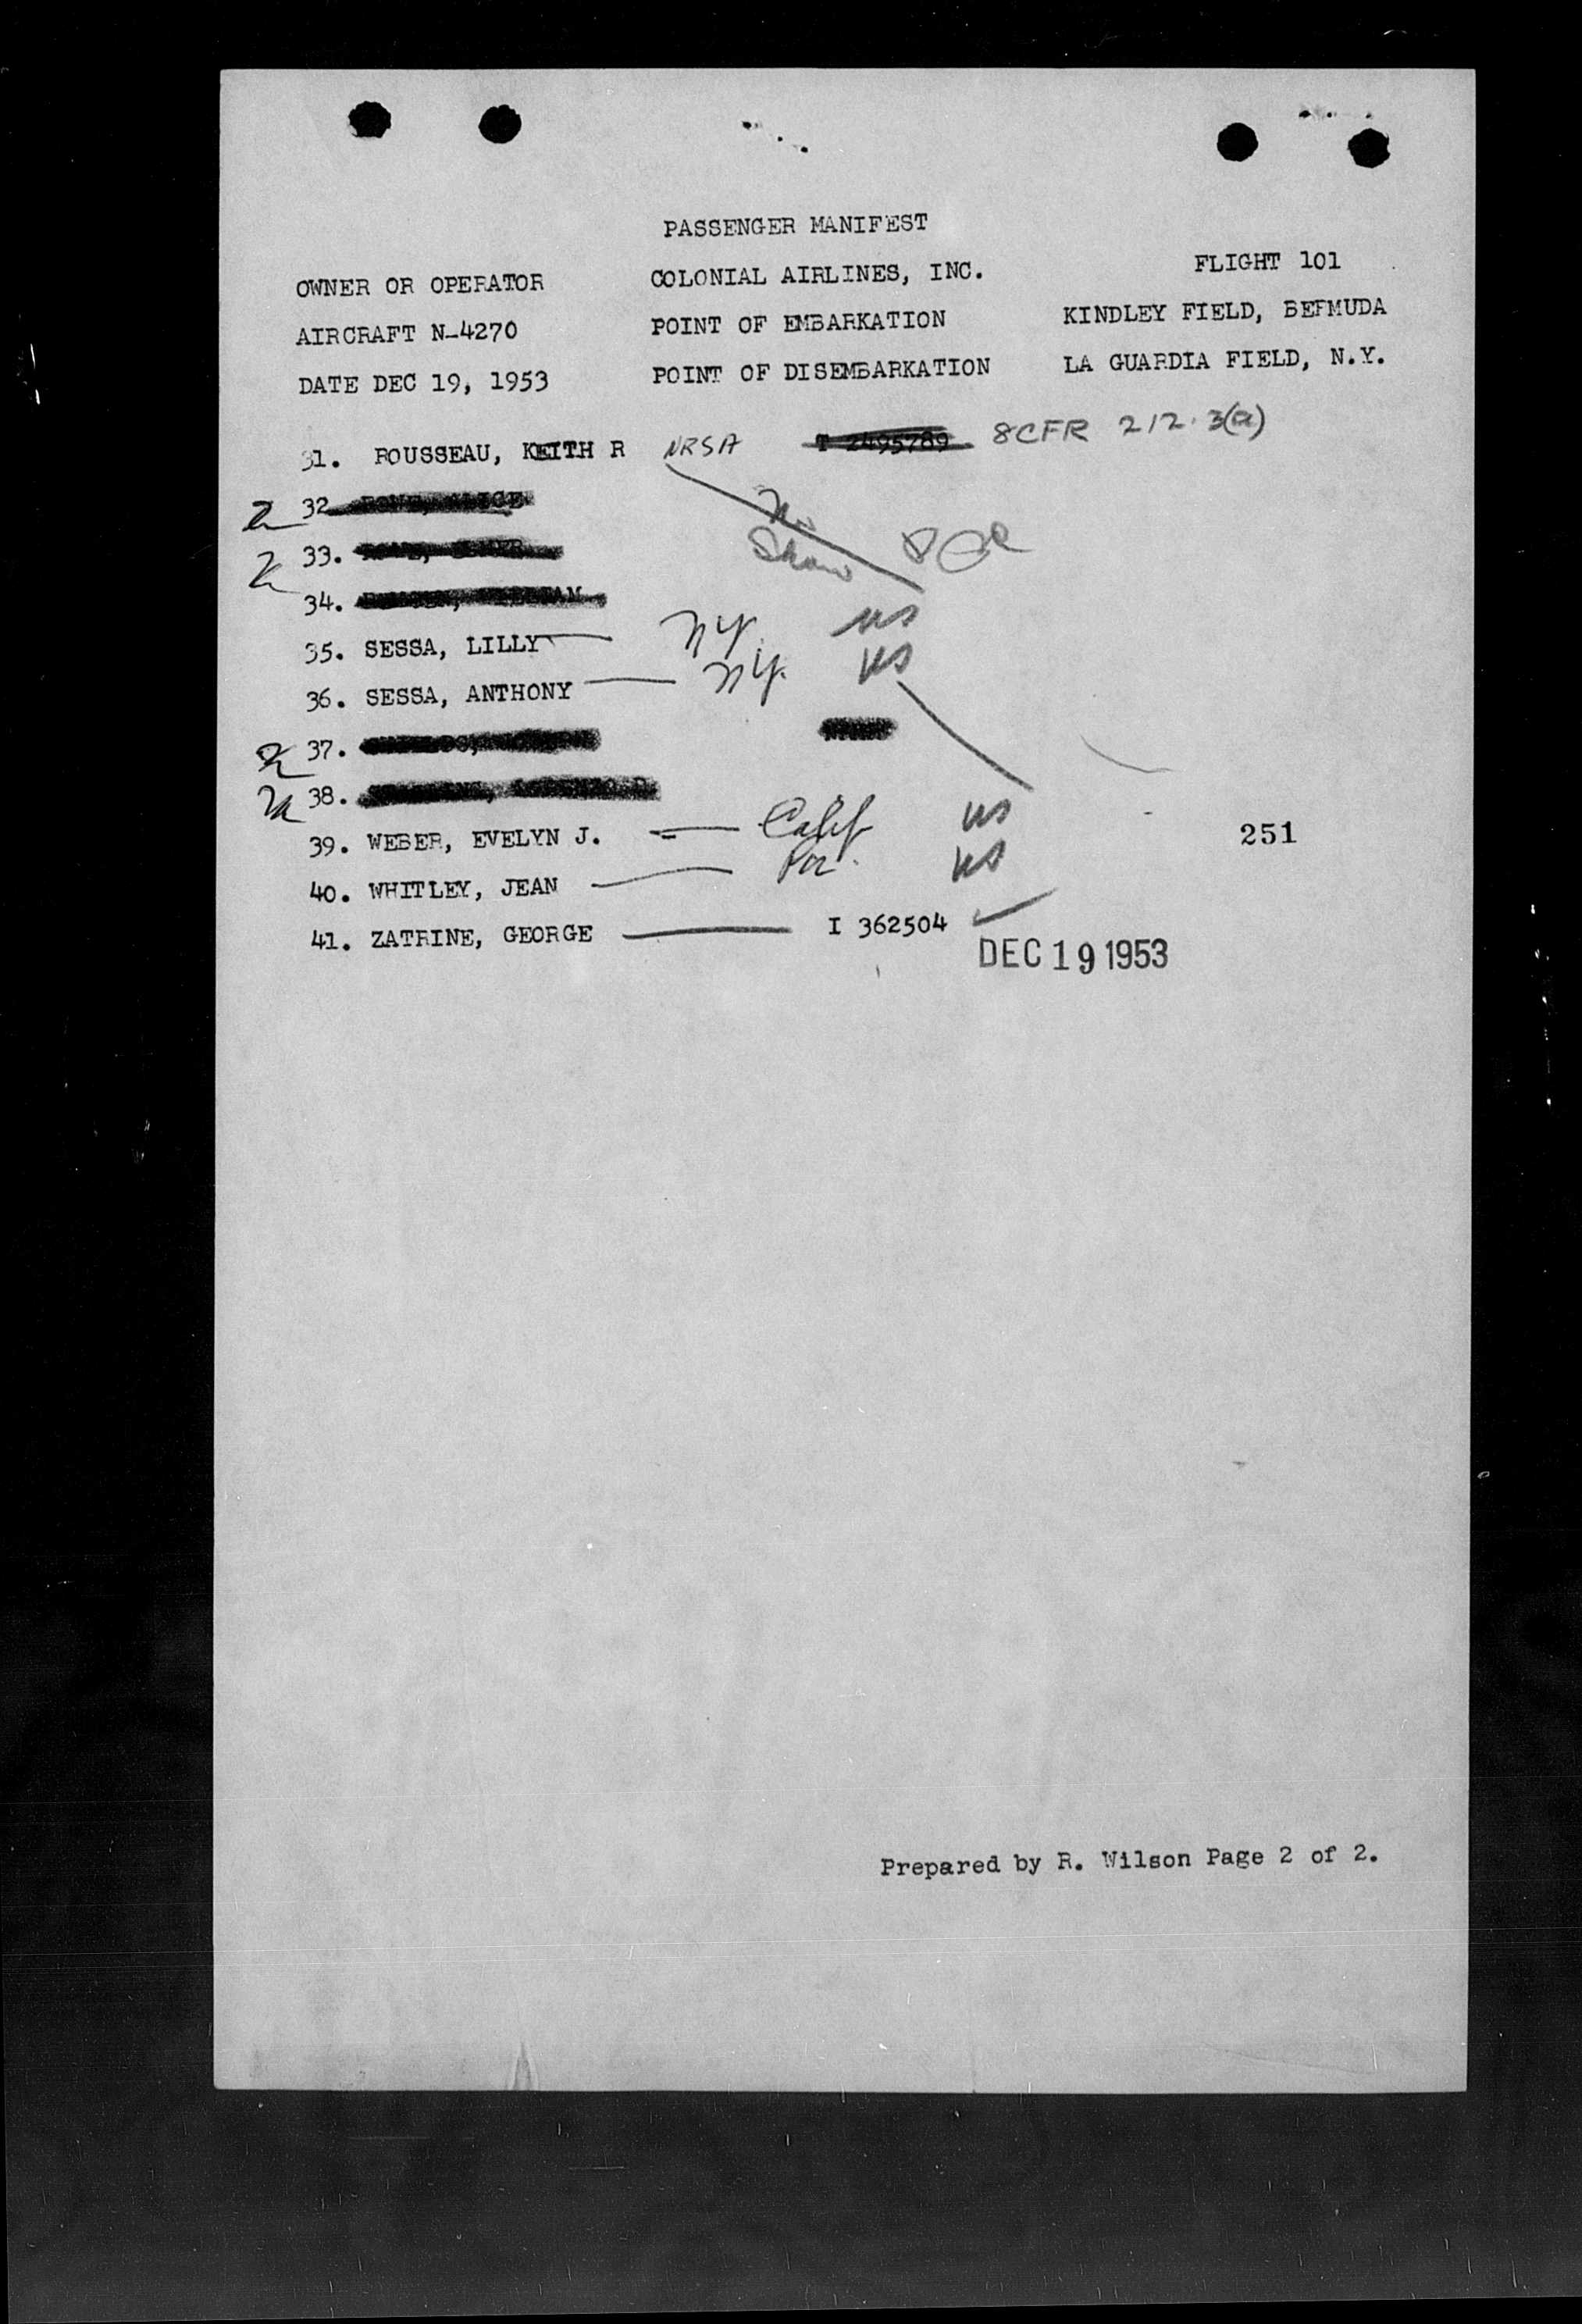 PASSENGER MANIFEST
OWNER OR OPERATOR COLONIAL AIRLINES, INC. FLIGHT 101
AIRCRAFT N-4270 POINT OF EMBARKATION KINDLEY FIELD, BERMUDA
DATE DEC 19, 1953 POINT OF DISEMBARKATION LA GUARDIA FIELD, N.Y.
31. ROUSSEAU, KEITH R NRSA T 2495789 8CFR 212.3(a)
32
33.
No
Show
34.
35. SESSA, LILLY NY. US
36. SESSA, ANTHONY NY. US
37.
38.
39. WEBER, EVELYN J. Calif US 251
40. WHITLEY, JEAN Pa. US
41. ZATRINE, GEORGE I 362504
DEC 19 1953
Prepared by R. Wilson Page 2 of 2.